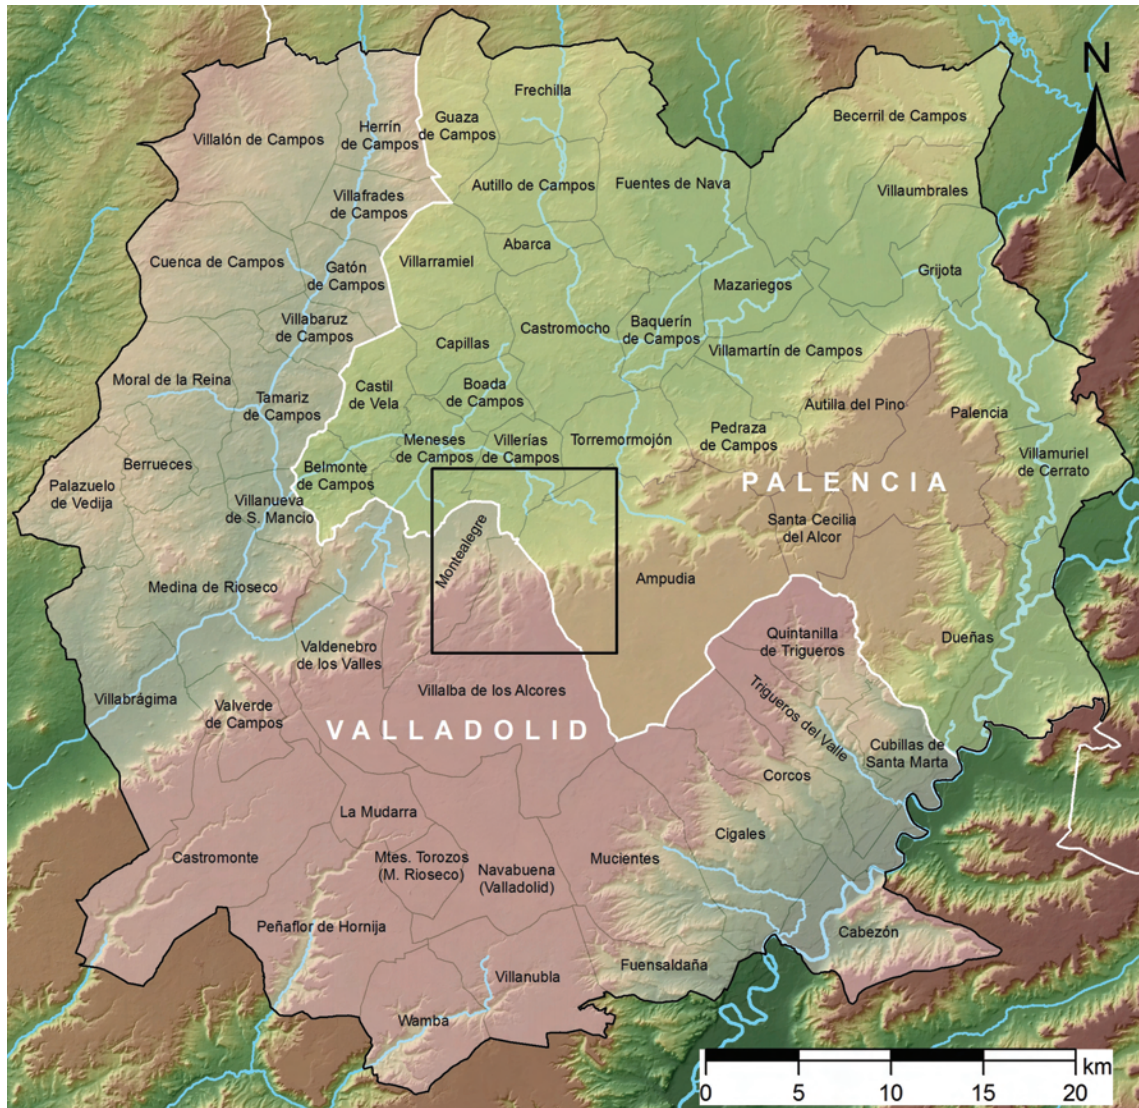 N
Frechilla
Guaza
de Campos
Becerril de Campos
Villalón de Campos
Herrín
de Campos
Autillo de Campos
Fuentes de Nava
Villaumbrales
Villafrades
de Campos
Abarca
Cuenca de Campos
Villarramiel
Gatón
de Campos
Grijota
Mazariegos
Villabaruz
de Campos
Castromocho
Baquerín
de Campos
Capillas
Villamartín de Campos
Moral de la Reina
Tamariz
de Campos
Castil
de Vela
Boada
de Campos
Autilla del Pino
Palencia
Pedraza
de Campos
Meneses
de Campos
Villerías
de Campos
Torremormojón
Villamuriel
de Cerrato
Berrueces
Belmonte
de Campos
PALENCIA
Palazuelo
de Vedija
Villanueva
de S. Mancio
Santa Cecilia
del Alcor
Montealegre
Ampudia
Medina de Rioseco
Valdenebro
de los Valles
Quintanilla
de Trigueros
Dueñas
Villabrágima
Valverde
de Campos
Villalba de los Alcores
Trigueros del Valle
VALLADOLID
Cubillas de
Santa Marta
Corcos
La Mudarra
Cigales
Castromonte
Mtes. Torozos
(M. Rioseco)
Navabuena
(Valladolid)
Mucientes
Peñaflor de Hornija
Cabezón
Villanubla
Fuensaldaña
Wamba
km
0 5 10 15 20